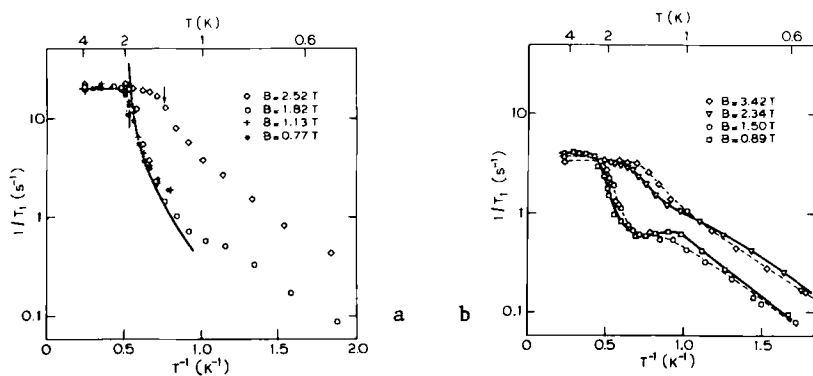 T (K)
4 2 1 0.6
10
1
0.1
1/T₁ (s⁻¹)
◇ B=2.52 T
○ B=1.82 T
+ B=1.13 T
B=0.77 T
0 0.5 1.0 1.5 2.0
T⁻¹ (K⁻¹)
a
T (K)
4 2 1 0.6
10
1
0.1
1/T₁ (s⁻¹)
◇ B=3.42 T
▽ B=2.34 T
○ B=1.50 T
□ B=0.89 T
0 0.5 1.0 1.5
T⁻¹ (K⁻¹)
b